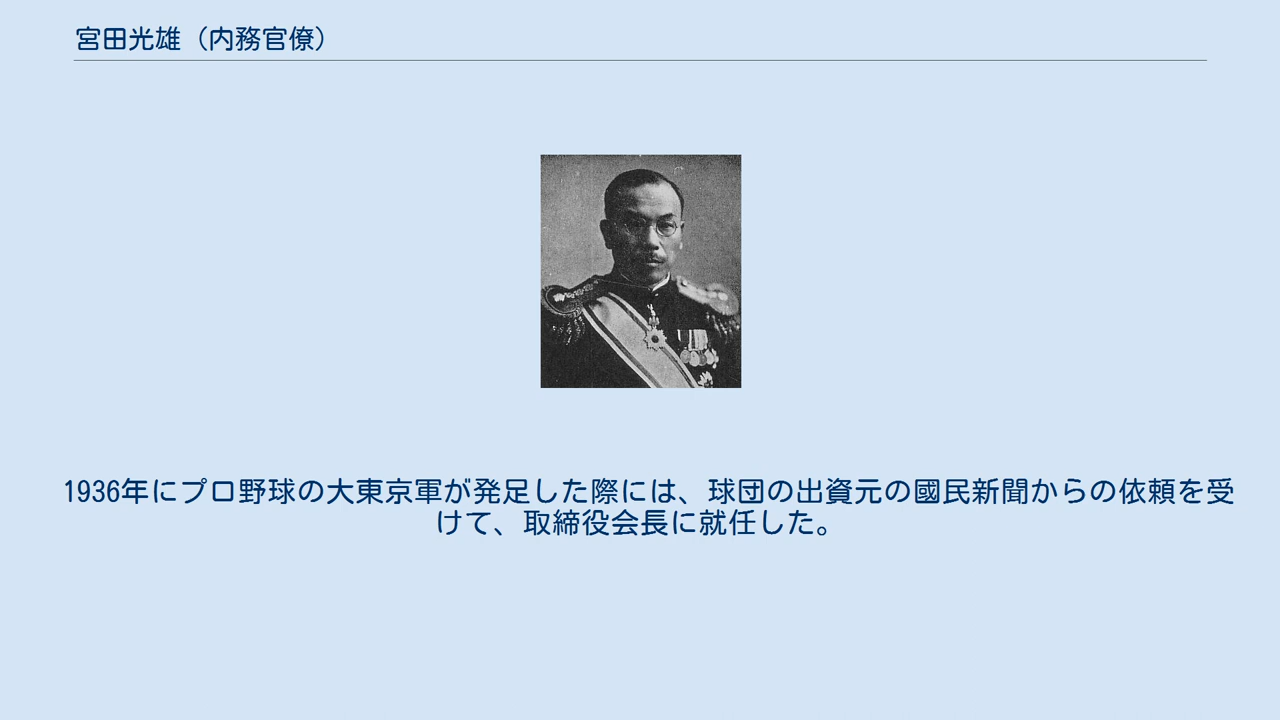 宮田光雄（内務官僚）
1936年にプロ野球の大東京軍が発足した際には、球団の出資元の國民新聞からの依頼を受
けて、取締役会長に就任した。